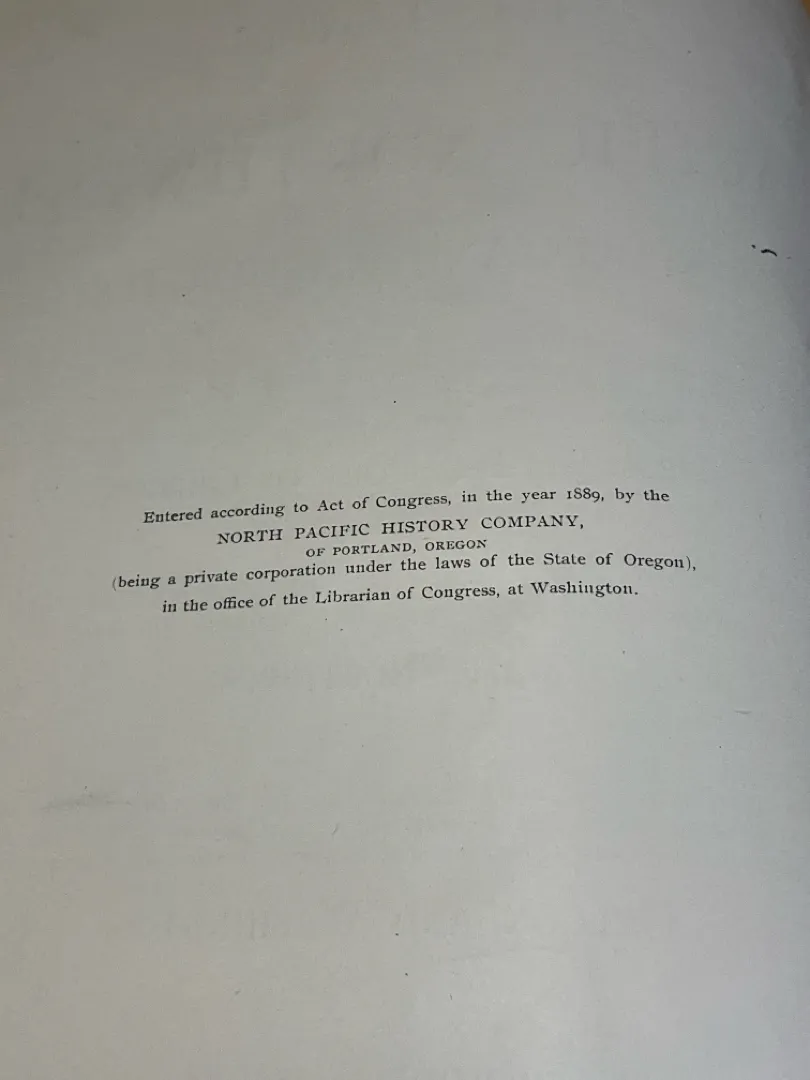 Entered according to Act of Congress, in the year 1889, by the
NORTH PACIFIC HISTORY COMPANY,
OF PORTLAND, OREGON
(being a private corporation under the laws of the State of Oregon),
in the office of the Librarian of Congress, at Washington.